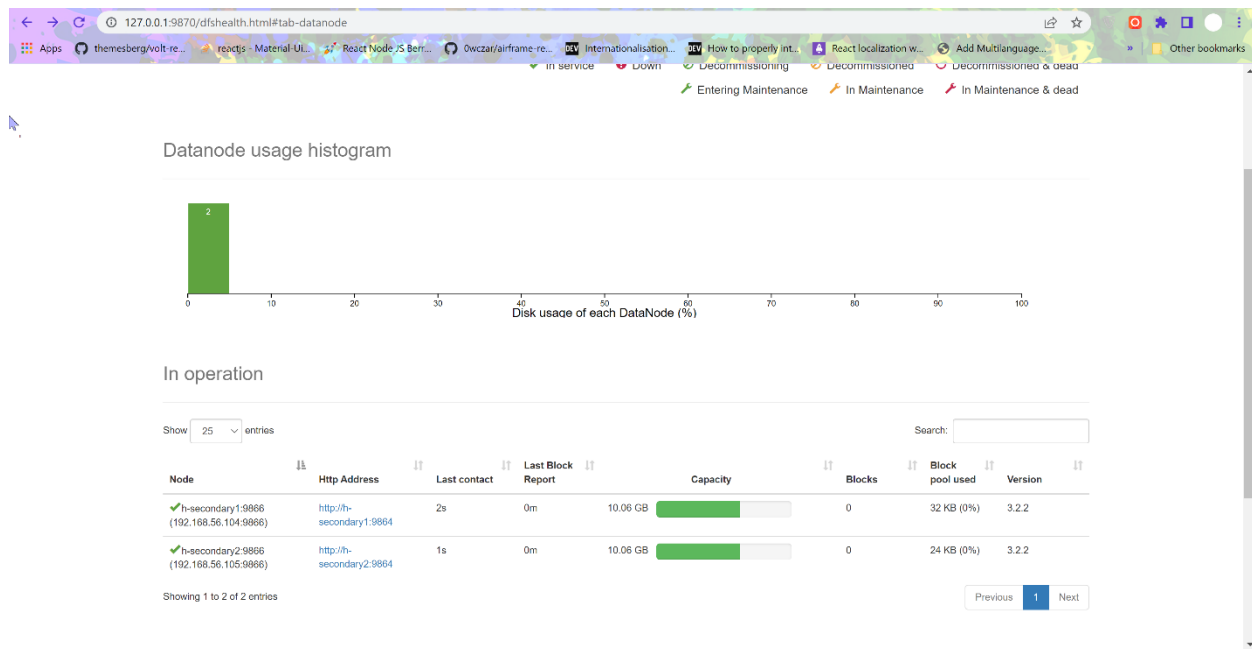 127.0.0.1:9870/dfshealth.html#tab-datanode
Apps themesberg/volt-re... reactjs - Material-Ui... React Node JS Berr... 0wczar/airframe-re... DEV Internationalisation... DEV How to properly int... React localization w... Add Multilanguage... » Other bookmarks
In service Down Decommissioning Decommissioned Decommissioned & dead
Entering Maintenance In Maintenance In Maintenance & dead
Datanode usage histogram
2
0 10 20 30 40 50 60 70 80 90 100
Disk usage of each DataNode (%)
In operation
Show 25 entries Search:
Node Http Address Last contact Last Block Report Capacity Blocks Block pool used Version
h-secondary1:9866 http://h- 2s 0m 10.06 GB 0 32 KB (0%) 3.2.2
(192.168.56.104:9866) secondary1:9864
h-secondary2:9866 http://h- 1s 0m 10.06 GB 0 24 KB (0%) 3.2.2
(192.168.56.105:9866) secondary2:9864
Showing 1 to 2 of 2 entries Previous 1 Next